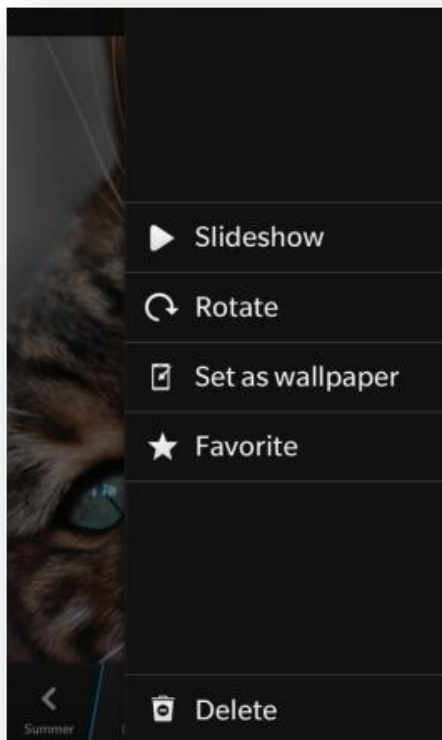 Slideshow
Rotate
Set as wallpaper
Favorite
Delete
Summer